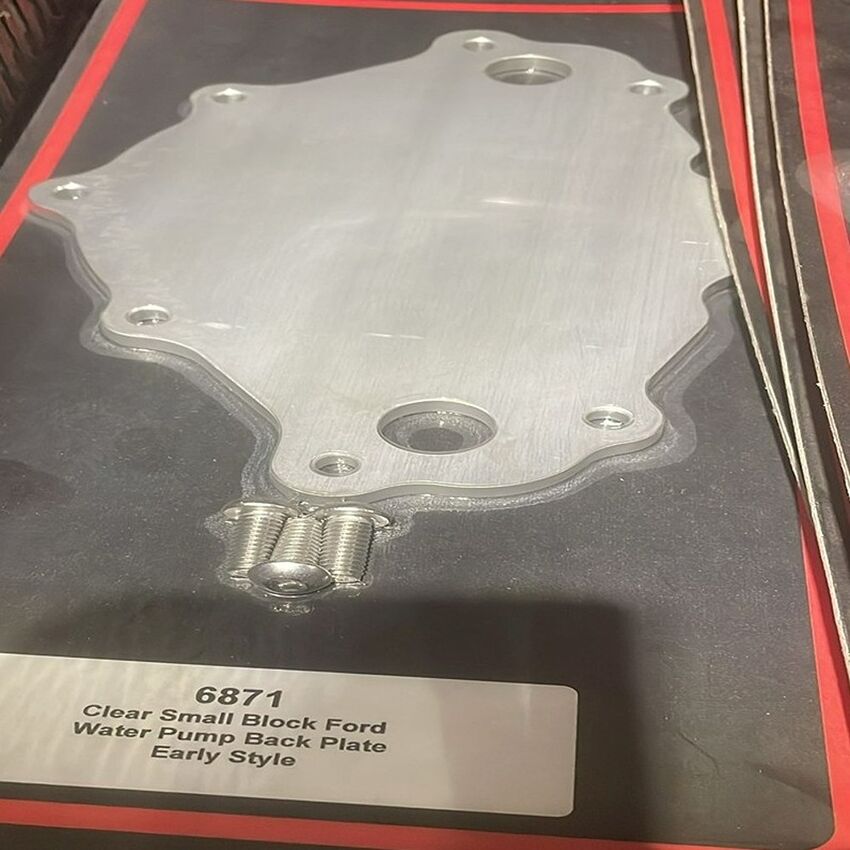 6871
Clear Small Block Ford
Water Pump Back Plate
Early Style